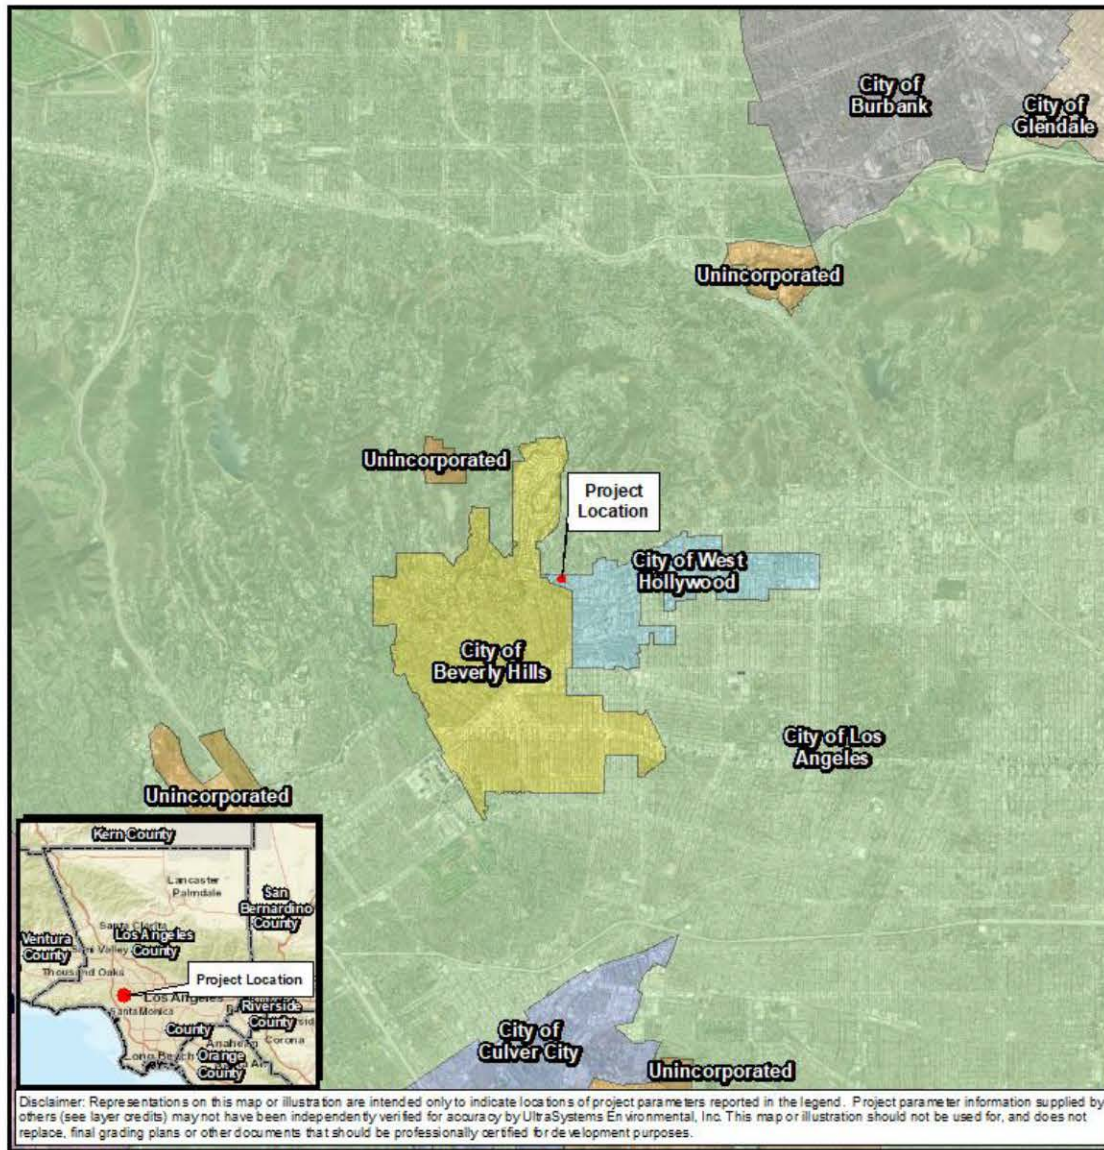 City of
Burbank
City of
Glendale
Unincorporated
Unincorporated
Project
Location
City of West
Hollywood
City of
Beverly Hills
City of Los
Angeles
Unincorporated
Kern County
Lancaster
Palmdale
San
Bernardino
County
Santa Clarita
Los Angeles
County
Ventura
County
Thousand Oaks
Project Location
Los Angeles
Santa Monica
Riverside
County
County
Corona
Long Beach
Orange
County
City of
Culver City
Unincorporated
Disclaimer: Representations on this map or illustration are intended only to indicate locations of project parameters reported in the legend. Project parameter information supplied by
others (see layer credits) may not have been independently verified for accuracy by UltraSystems Environmental, Inc. This map or illustration should not be used for, and does not
replace, final grading plans or other documents that should be professionally certified for development purposes.